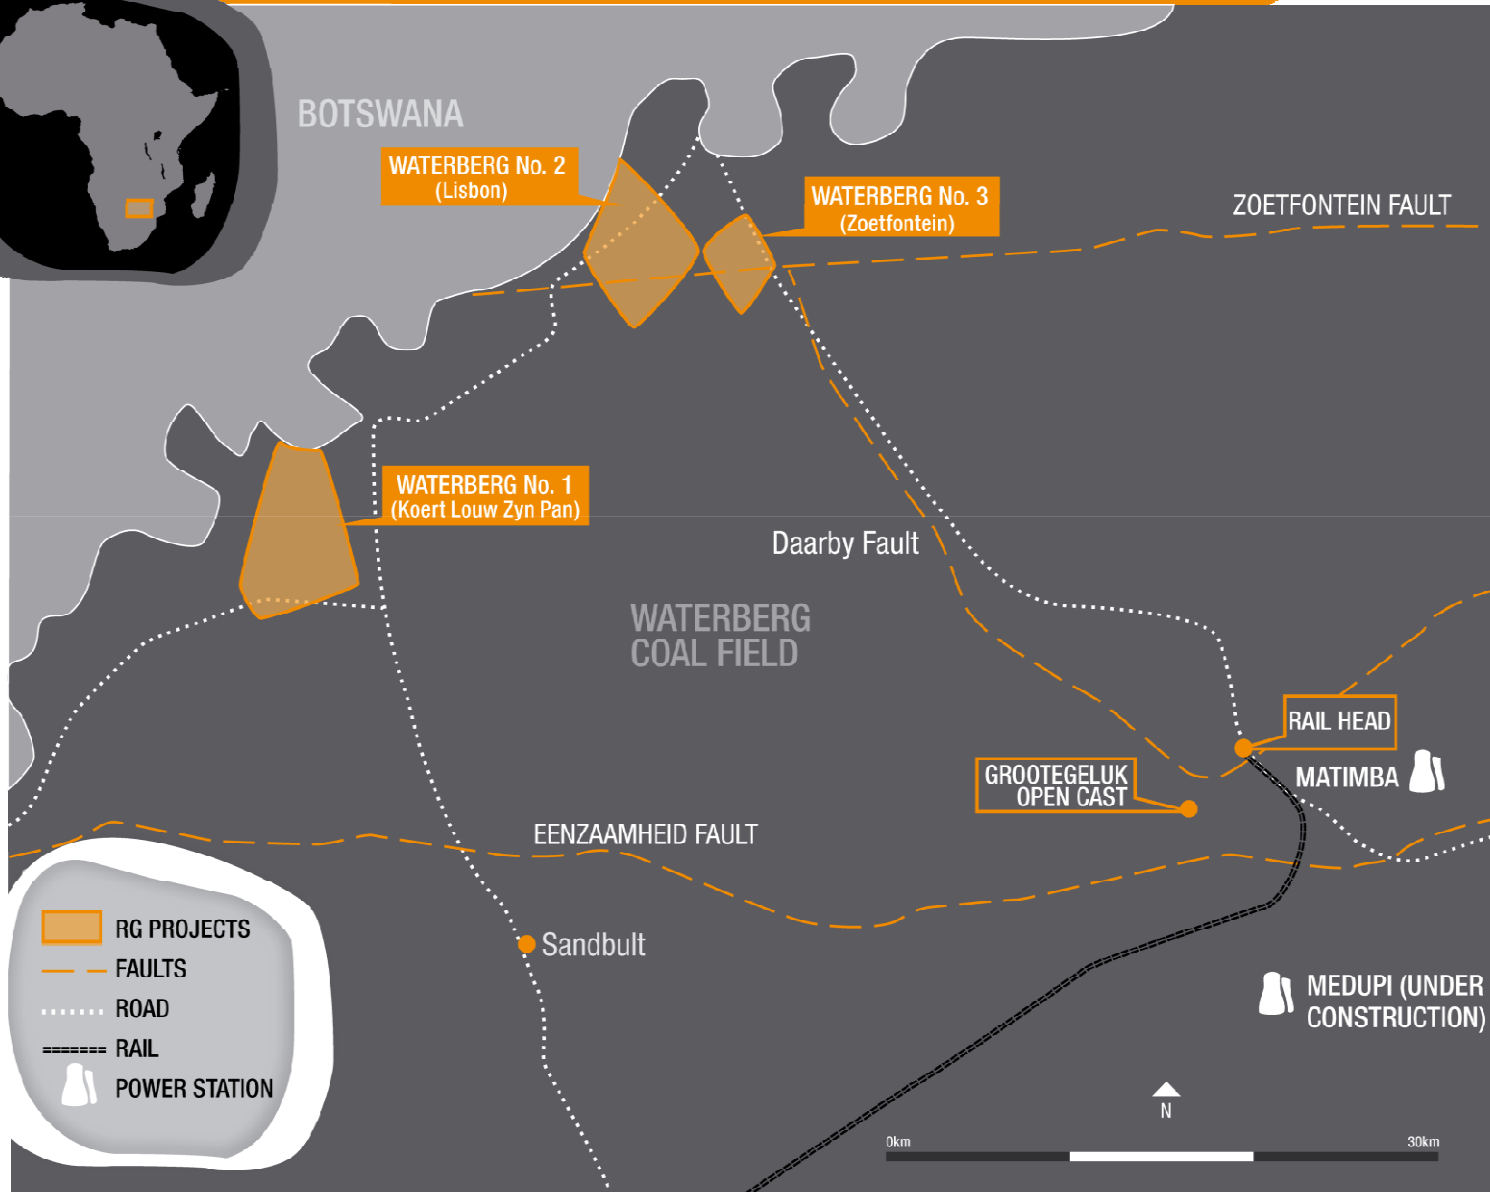 BOTSWANA
WATERBERG No. 2
(Lisbon)
WATERBERG No. 3
(Zoetfontein)
ZOETFONTEIN FAULT
WATERBERG No. 1
(Koert Louw Zyn Pan)
Daarby Fault
WATERBERG
COAL FIELD
RAIL HEAD
GROOTEGELUK
OPEN CAST
MATIMBA
EENZAAMHEID FAULT
Sandbult
RG PROJECTS
FAULTS
ROAD
RAIL
POWER STATION
MEDUPI (UNDER
CONSTRUCTION)
N
0km
30km